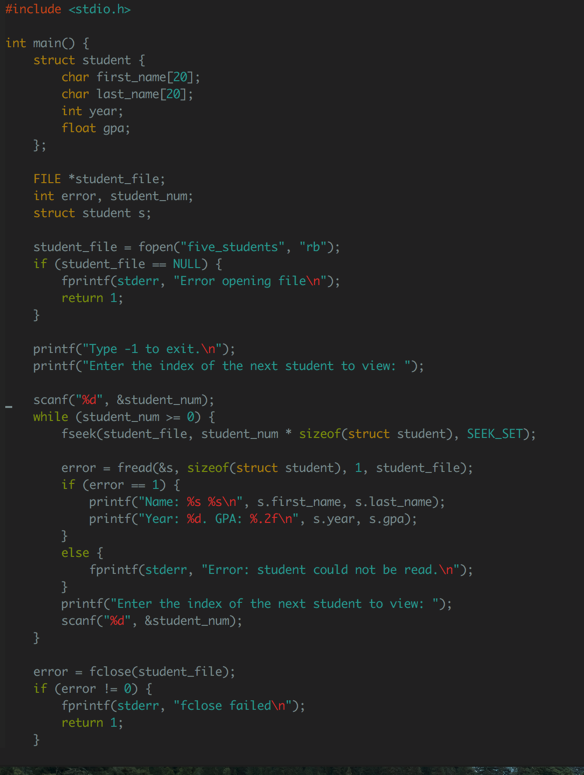 #include <stdio.h>
int main() {
struct student {
char first_name[20];
char last_name[20];
int year;
float gpa;
};
FILE *student_file;
int error, student_num;
struct student s;
student_file = fopen("five_students", "rb");
if (student_file == NULL) {
fprintf(stderr, "Error opening file\n");
return 1;
}
printf("Type -1 to exit.\n");
printf("Enter the index of the next student to view: ");
scanf("%d", &student_num);
while (student_num >= 0) {
fseek(student_file, student_num * sizeof(struct student), SEEK_SET);
error = fread(&s, sizeof(struct student), 1, student_file);
if (error == 1) {
printf("Name: %s %s\n", s.first_name, s.last_name);
printf("Year: %d. GPA: %.2f\n", s.year, s.gpa);
}
else {
fprintf(stderr, "Error: student could not be read.\n");
}
printf("Enter the index of the next student to view: ");
scanf("%d", &student_num);
}
error = fclose(student_file);
if (error != 0) {
fprintf(stderr, "fclose failed\n");
return 1;
}